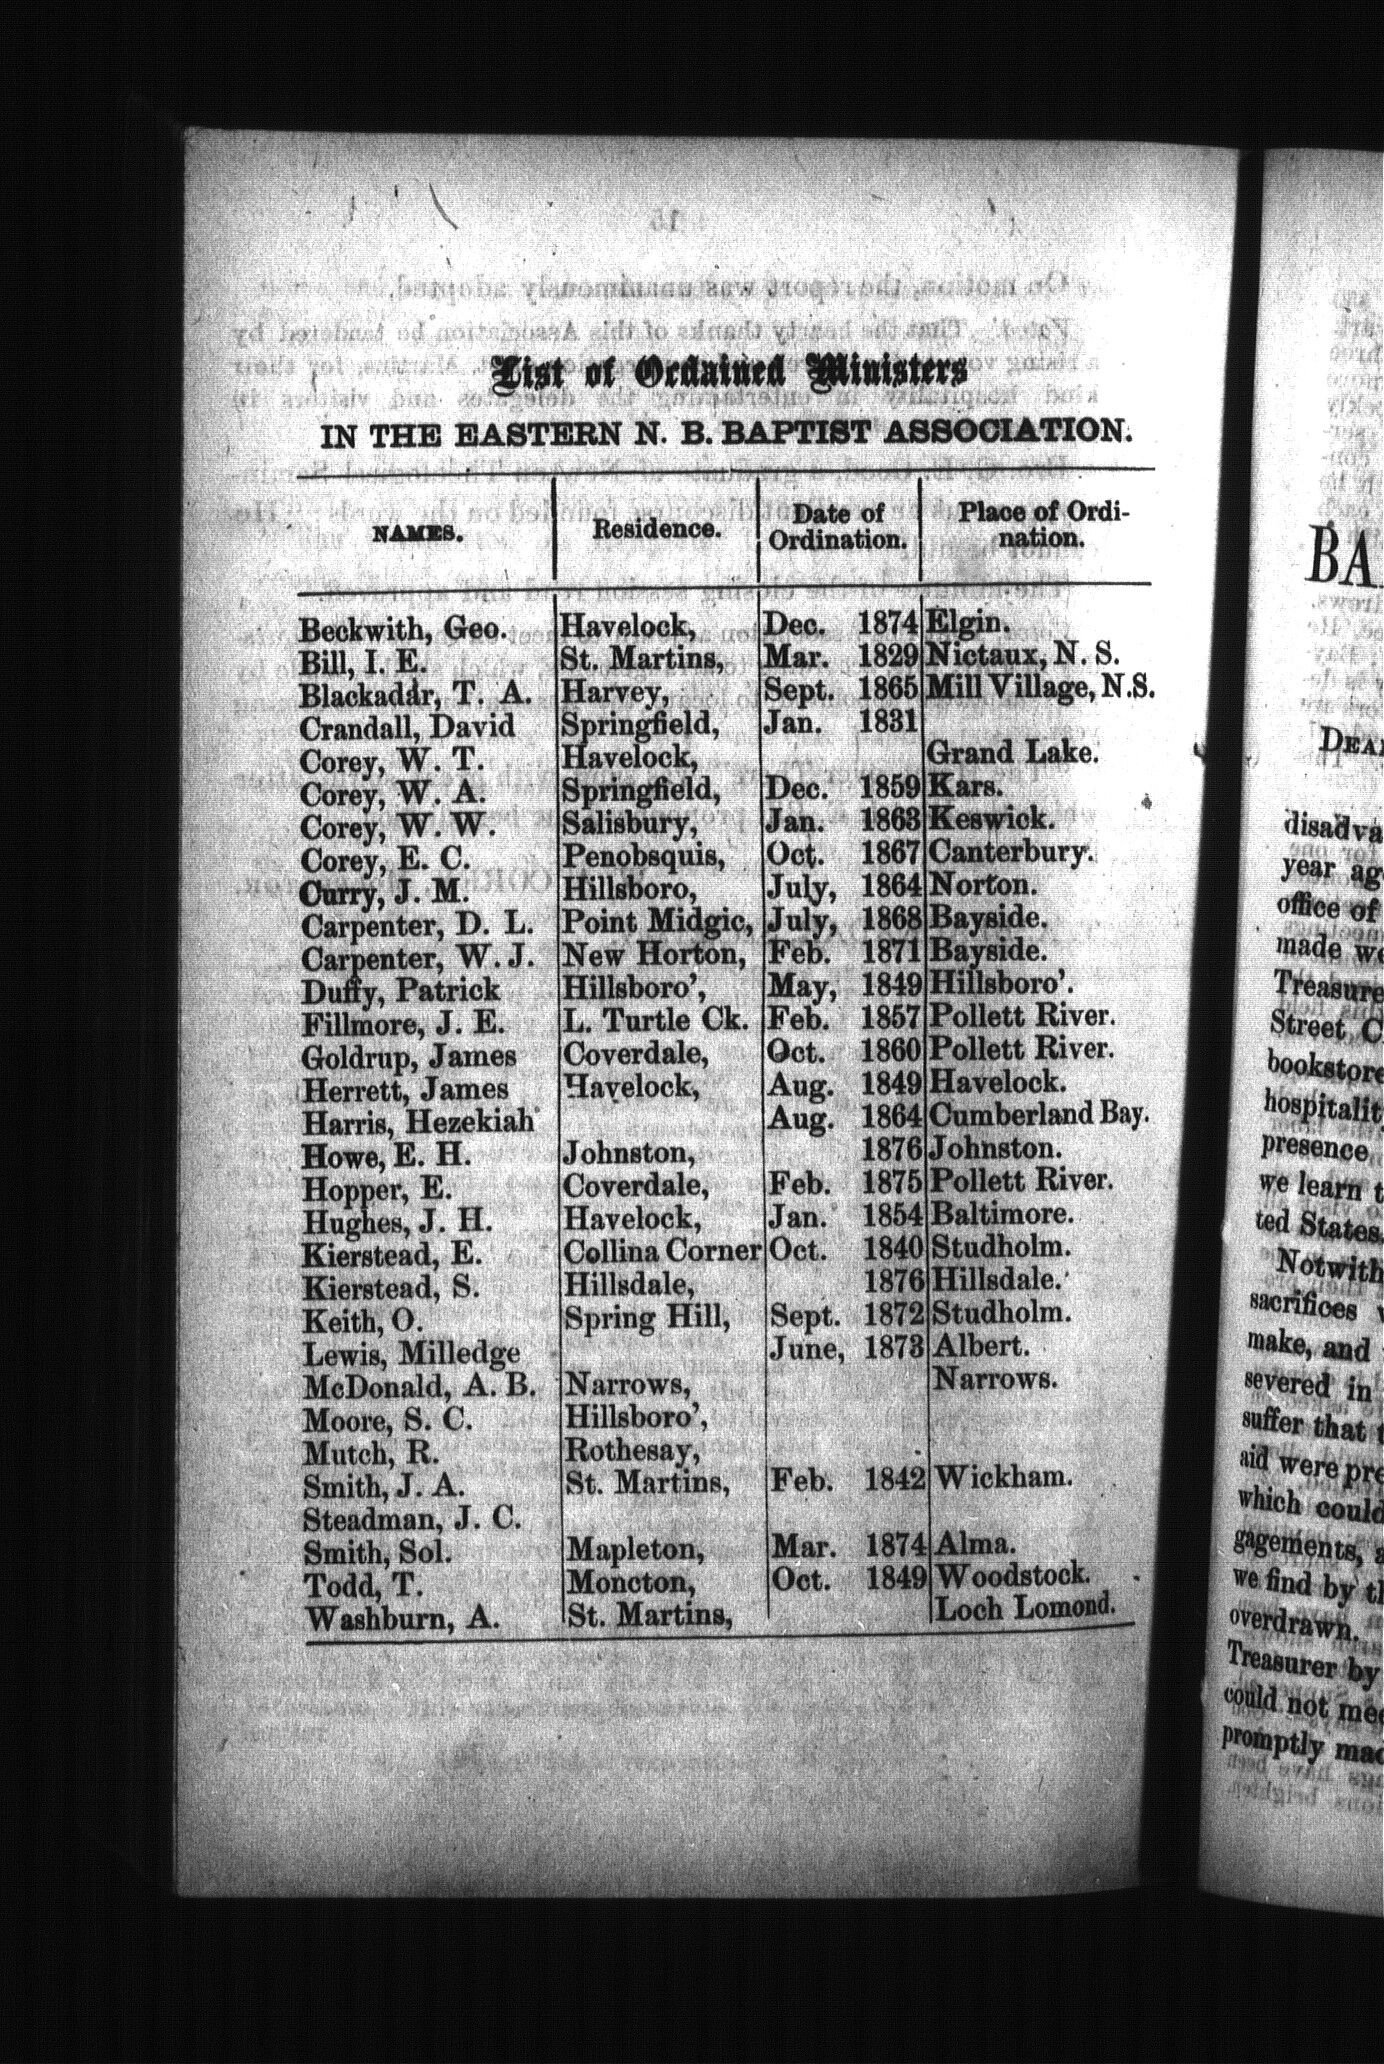 List of Ordained Ministers
IN THE EASTERN N. B. BAPTIST ASSOCIATION.
NAMES. Residence. Date of Ordination. Place of Ordi-nation.
Beckwith, Geo. Havelock, Dec. 1874 Elgin.
Bill, I. E. St. Martins, Mar. 1829 Nictaux, N. S.
Blackadar, T. A. Harvey, Sept. 1865 Mill Village, N.S.
Crandall, David Springfield, Jan. 1831
Corey, W. T. Havelock, Grand Lake.
Corey, W. A. Springfield, Dec. 1859 Kars.
Corey, W. W. Salisbury, Jan. 1863 Keswick.
Corey, E. C. Penobsquis, Oct. 1867 Canterbury.
Curry, J. M. Hillsboro, July, 1864 Norton.
Carpenter, D. L. Point Midgic, July, 1868 Bayside.
Carpenter, W. J. New Horton, Feb. 1871 Bayside.
Duffy, Patrick Hillsboro', May, 1849 Hillsboro'.
Fillmore, J. E. L. Turtle Ck. Feb. 1857 Pollett River.
Goldrup, James Coverdale, Oct. 1860 Pollett River.
Herrett, James Havelock, Aug. 1849 Havelock.
Harris, Hezekiah Aug. 1864 Cumberland Bay.
Howe, E. H. Johnston, 1876 Johnston.
Hopper, E. Coverdale, Feb. 1875 Pollett River.
Hughes, J. H. Havelock, Jan. 1854 Baltimore.
Kierstead, E. Collina Corner Oct. 1840 Studholm.
Kierstead, S. Hillsdale, 1876 Hillsdale.
Keith, O. Spring Hill, Sept. 1872 Studholm.
Lewis, Milledge June, 1873 Albert.
McDonald, A. B. Narrows, Narrows.
Moore, S. C. Hillsboro',
Mutch, R. Rothesay,
Smith, J. A. St. Martins, Feb. 1842 Wickham.
Steadman, J. C.
Smith, Sol. Mapleton, Mar. 1874 Alma.
Todd, T. Moncton, Oct. 1849 Woodstock.
Washburn, A. St. Martins, Loch Lomond.
BA
DEA
disadva
year ag
office of
made we
Treasure
Street C
bookstore
hospitalit
presence
we learn t
ted States
Notwith
sacrifices
make, and
severed in
suffer that t
aid were pre
which could
gagements, a
we find by th
overdrawn.
Treasurer by
could not mee
promptly mad